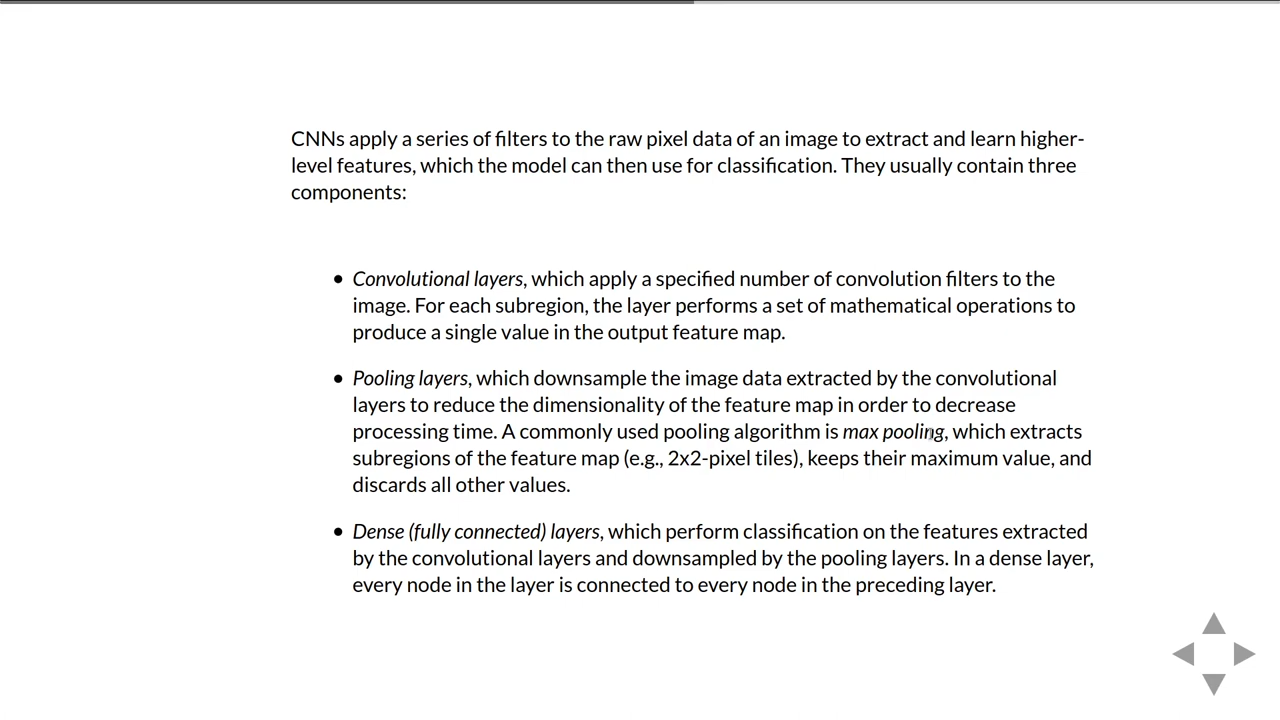 CNNs apply a series of filters to the raw pixel data of an image to extract and learn higher-
level features, which the model can then use for classification. They usually contain three
components:
• Convolutional layers, which apply a specified number of convolution filters to the
image. For each subregion, the layer performs a set of mathematical operations to
produce a single value in the output feature map.
• Pooling layers, which downsample the image data extracted by the convolutional
layers to reduce the dimensionality of the feature map in order to decrease
processing time. A commonly used pooling algorithm is max pooling, which extracts
subregions of the feature map (e.g., 2x2-pixel tiles), keeps their maximum value, and
discards all other values.
• Dense (fully connected) layers, which perform classification on the features extracted
by the convolutional layers and downsampled by the pooling layers. In a dense layer,
every node in the layer is connected to every node in the preceding layer.